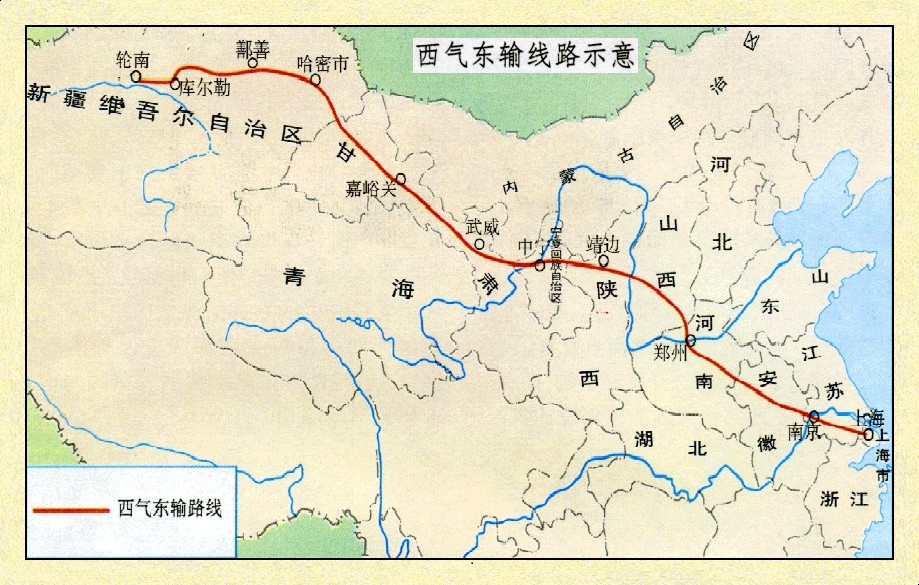 西气东输线路示意
轮南
库尔勒
鄯善
哈密市
新疆维吾尔自治区
甘
肃
嘉峪关
内蒙古自治区
武威
中宁
宁夏回族自治区
靖边
青海
陕
西
山
西
河
北
山
东
河
南
郑州
安
徽
江
苏
南京
上海
上海市
湖北
浙江
西气东输路线